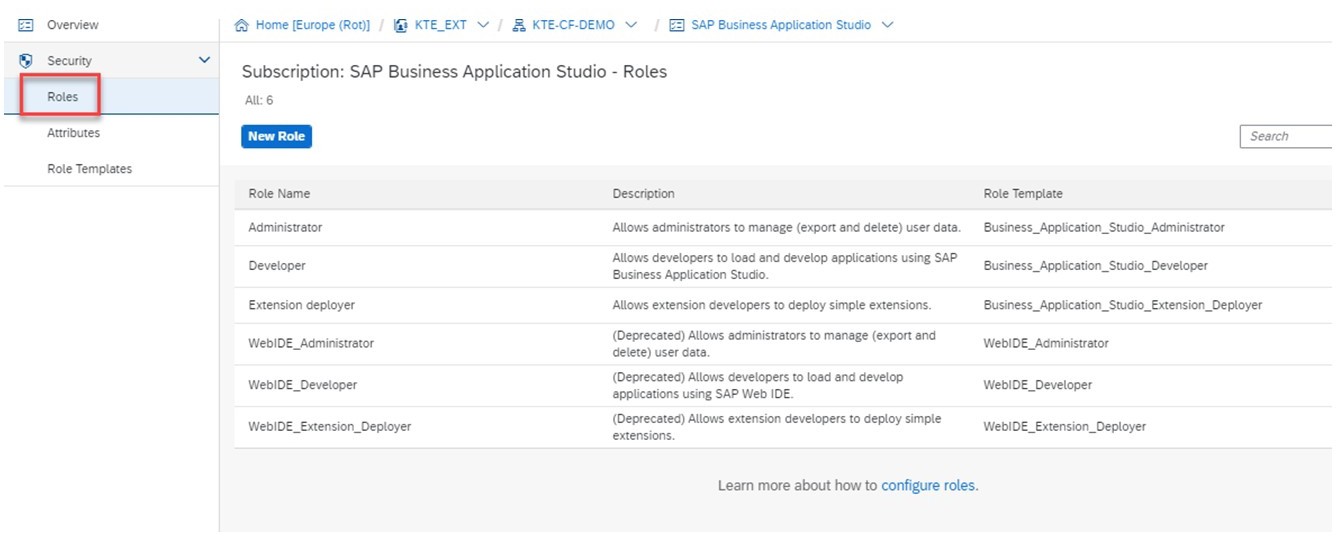 Overview
Home [Europe (Rot)] / KTE_EXT / KTE-CF-DEMO / SAP Business Application Studio
Security
Roles
Attributes
Role Templates
Subscription: SAP Business Application Studio - Roles
All: 6
New Role
Search
Role Name Description Role Template
Administrator Allows administrators to manage (export and delete) user data. Business_Application_Studio_Administrator
Developer Allows developers to load and develop applications using SAP
Business Application Studio. Business_Application_Studio_Developer
Extension deployer Allows extension developers to deploy simple extensions. Business_Application_Studio_Extension_Deployer
WebIDE_Administrator (Deprecated) Allows administrators to manage (export and
delete) user data. WebIDE_Administrator
WebIDE_Developer (Deprecated) Allows developers to load and develop
applications using SAP Web IDE. WebIDE_Developer
WebIDE_Extension_Deployer (Deprecated) Allows extension developers to deploy simple
extensions. WebIDE_Extension_Deployer
Learn more about how to configure roles.